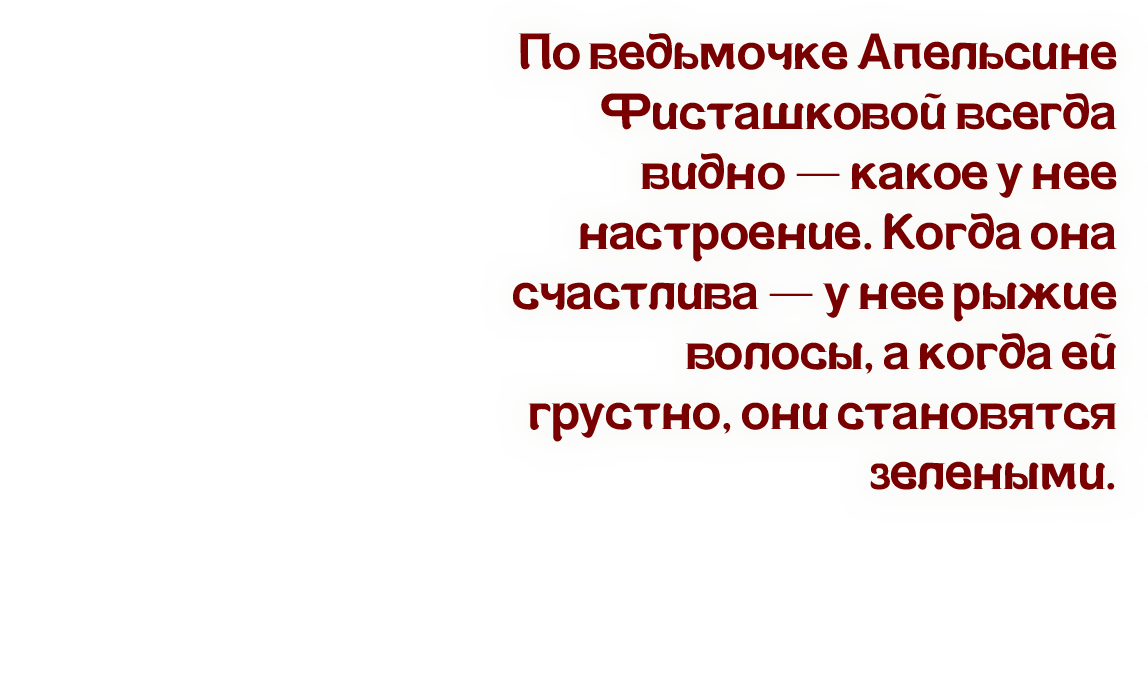 По ведьмочке Апельсине
Фисташковой всегда
видно — какое у нее
настроение. Когда она
счастлива — у нее рыжие
волосы, а когда ей
грустно, они становятся
зелеными.